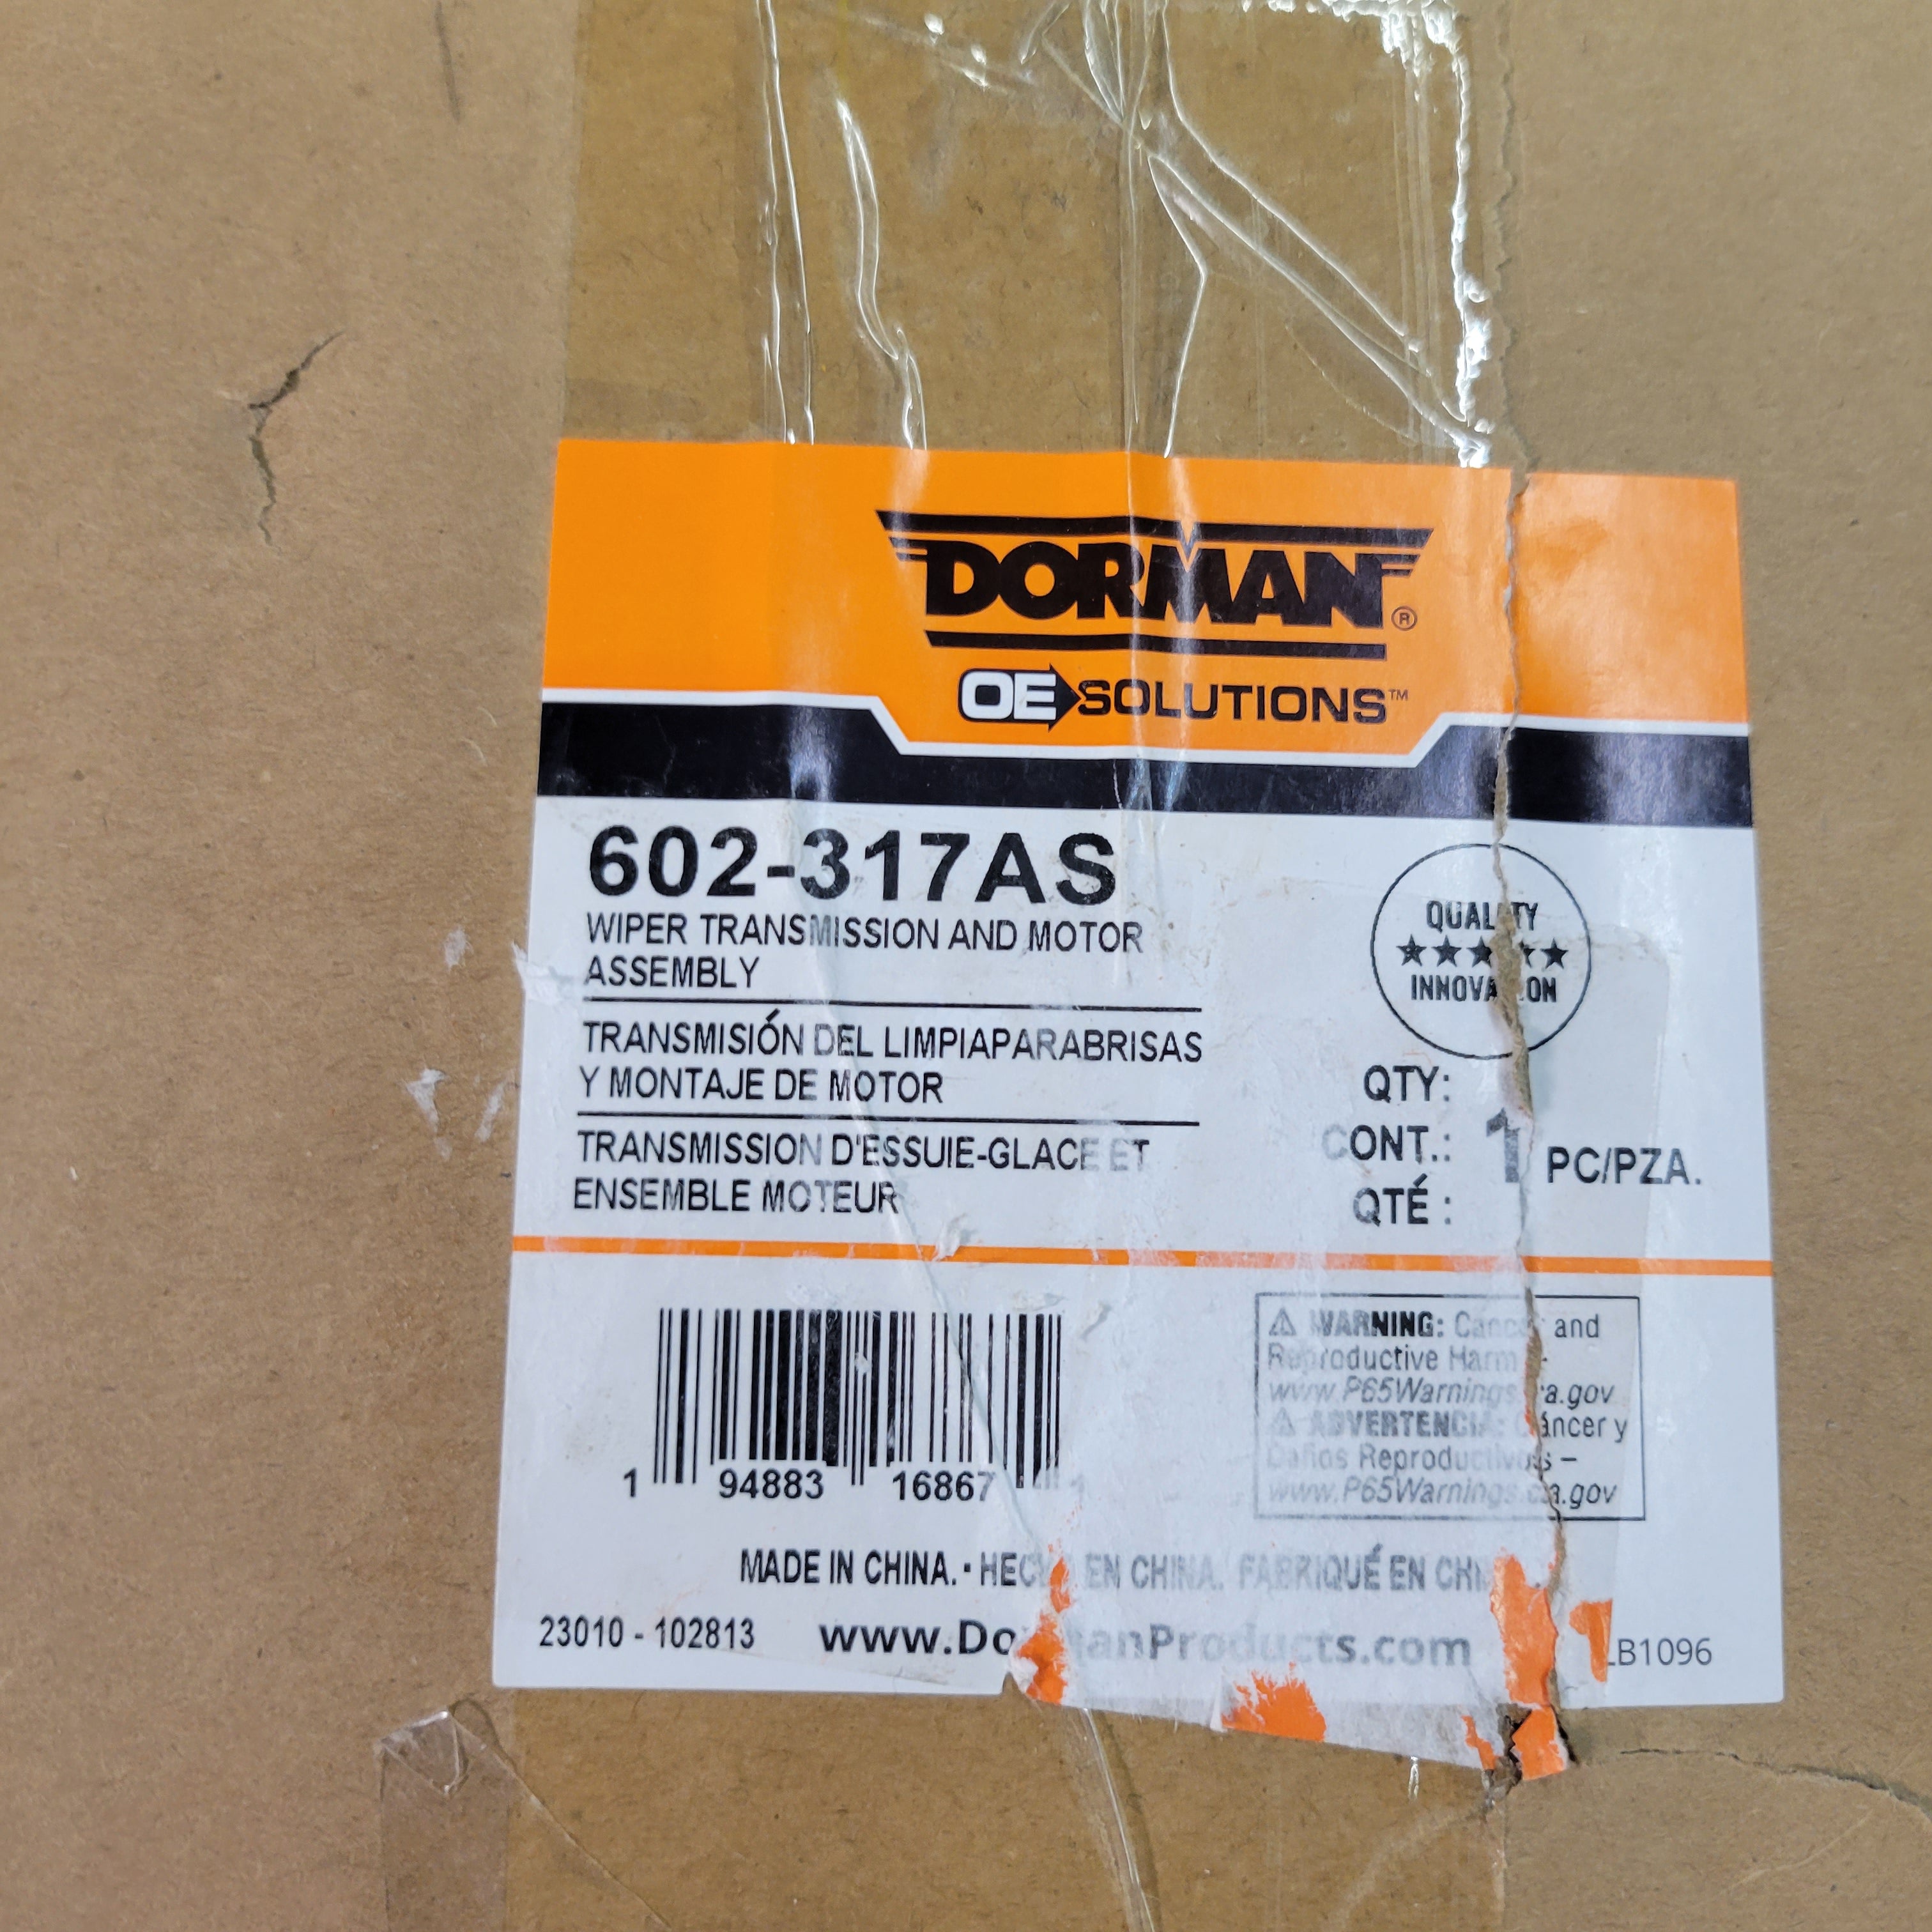 DORMAN®
OE SOLUTIONS™
602-317AS
WIPER TRANSMISSION AND MOTOR
ASSEMBLY
TRANSMISIÓN DEL LIMPIAPARABRISAS
Y MONTAJE DE MOTOR
TRANSMISSION D'ESSUIE-GLACE ET
ENSEMBLE MOTEUR
QUALITY
INNOVATION
QTY:
CONT.: 1 PC/PZA.
QTÉ :
1 94883 16867 1
⚠ WARNING: Cancer and
Reproductive Harm -
www.P65Warnings.ca.gov
⚠ ADVERTENCIA: Cáncer y
Daños Reproductivos –
www.P65Warnings.ca.gov
MADE IN CHINA. · HECHO EN CHINA. FABRIQUÉ EN CHINE.
23010 - 102813
www.DormanProducts.com
LB1096